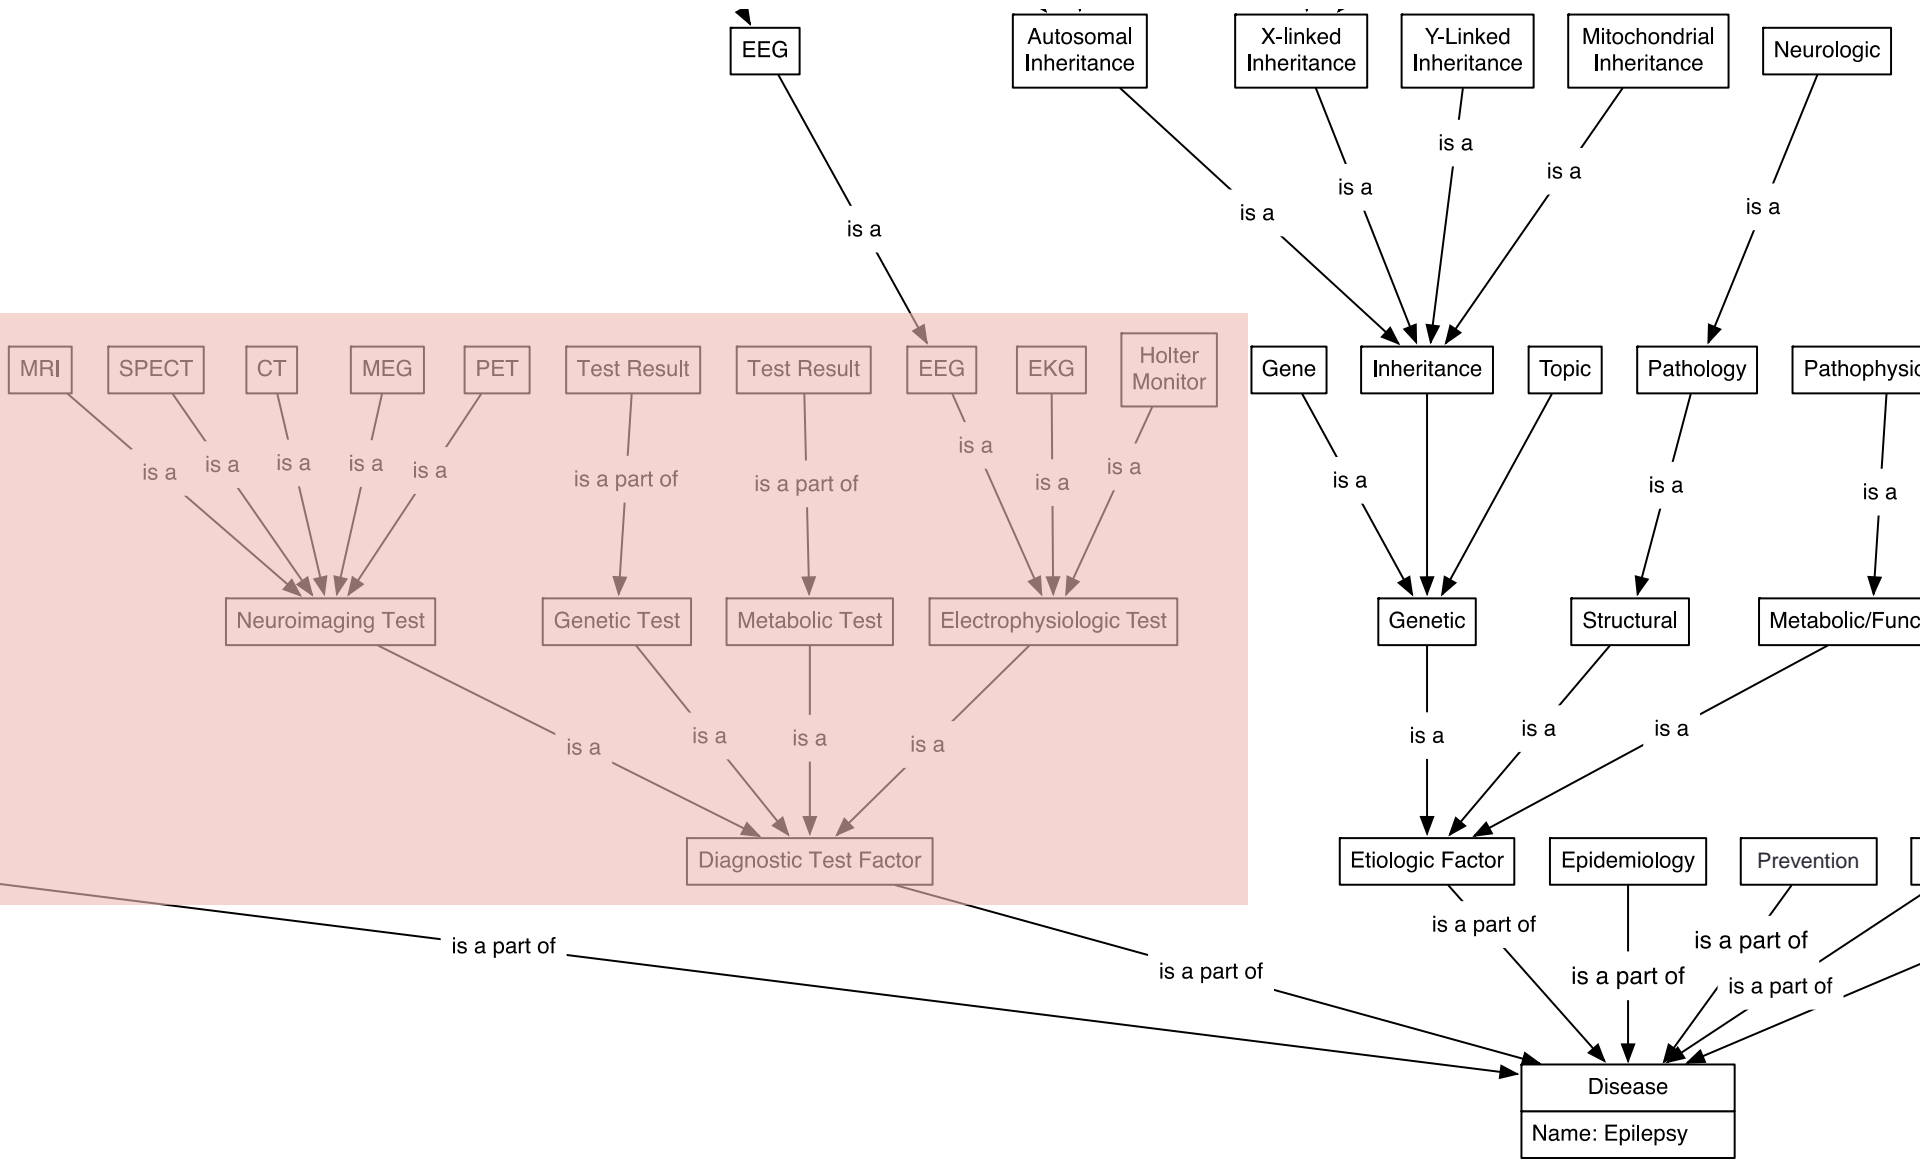 EEG
Autosomal
Inheritance
X-linked
Inheritance
Y-Linked
Inheritance
Mitochondrial
Inheritance
Neurologic
is a
is a
is a
is a
is a
is a
MRI
SPECT
CT
MEG
PET
Test Result
Test Result
EEG
EKG
Holter
Monitor
Gene
Inheritance
Topic
Pathology
Pathophysic
is a
is a
is a
is a
is a
is a part of
is a part of
is a
is a
is a
is a
is a
is a
Neuroimaging Test
Genetic Test
Metabolic Test
Electrophysiologic Test
Genetic
Structural
Metabolic/Func
is a
is a
is a
is a
is a
is a
is a
Diagnostic Test Factor
Etiologic Factor
Epidemiology
Prevention
is a part of
is a part of
is a part of
is a part of
is a part of
is a part of
Disease
Name: Epilepsy